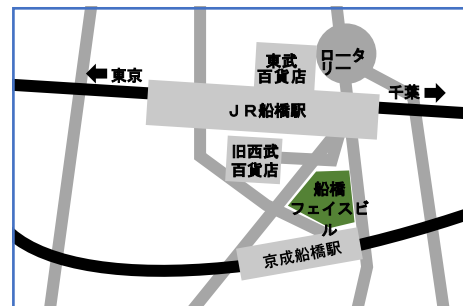 東武
百貨店
ロータ
リー
東京
千葉
ＪＲ船橋駅
旧西武
百貨店
船橋
フェイスビ
ル
京成船橋駅